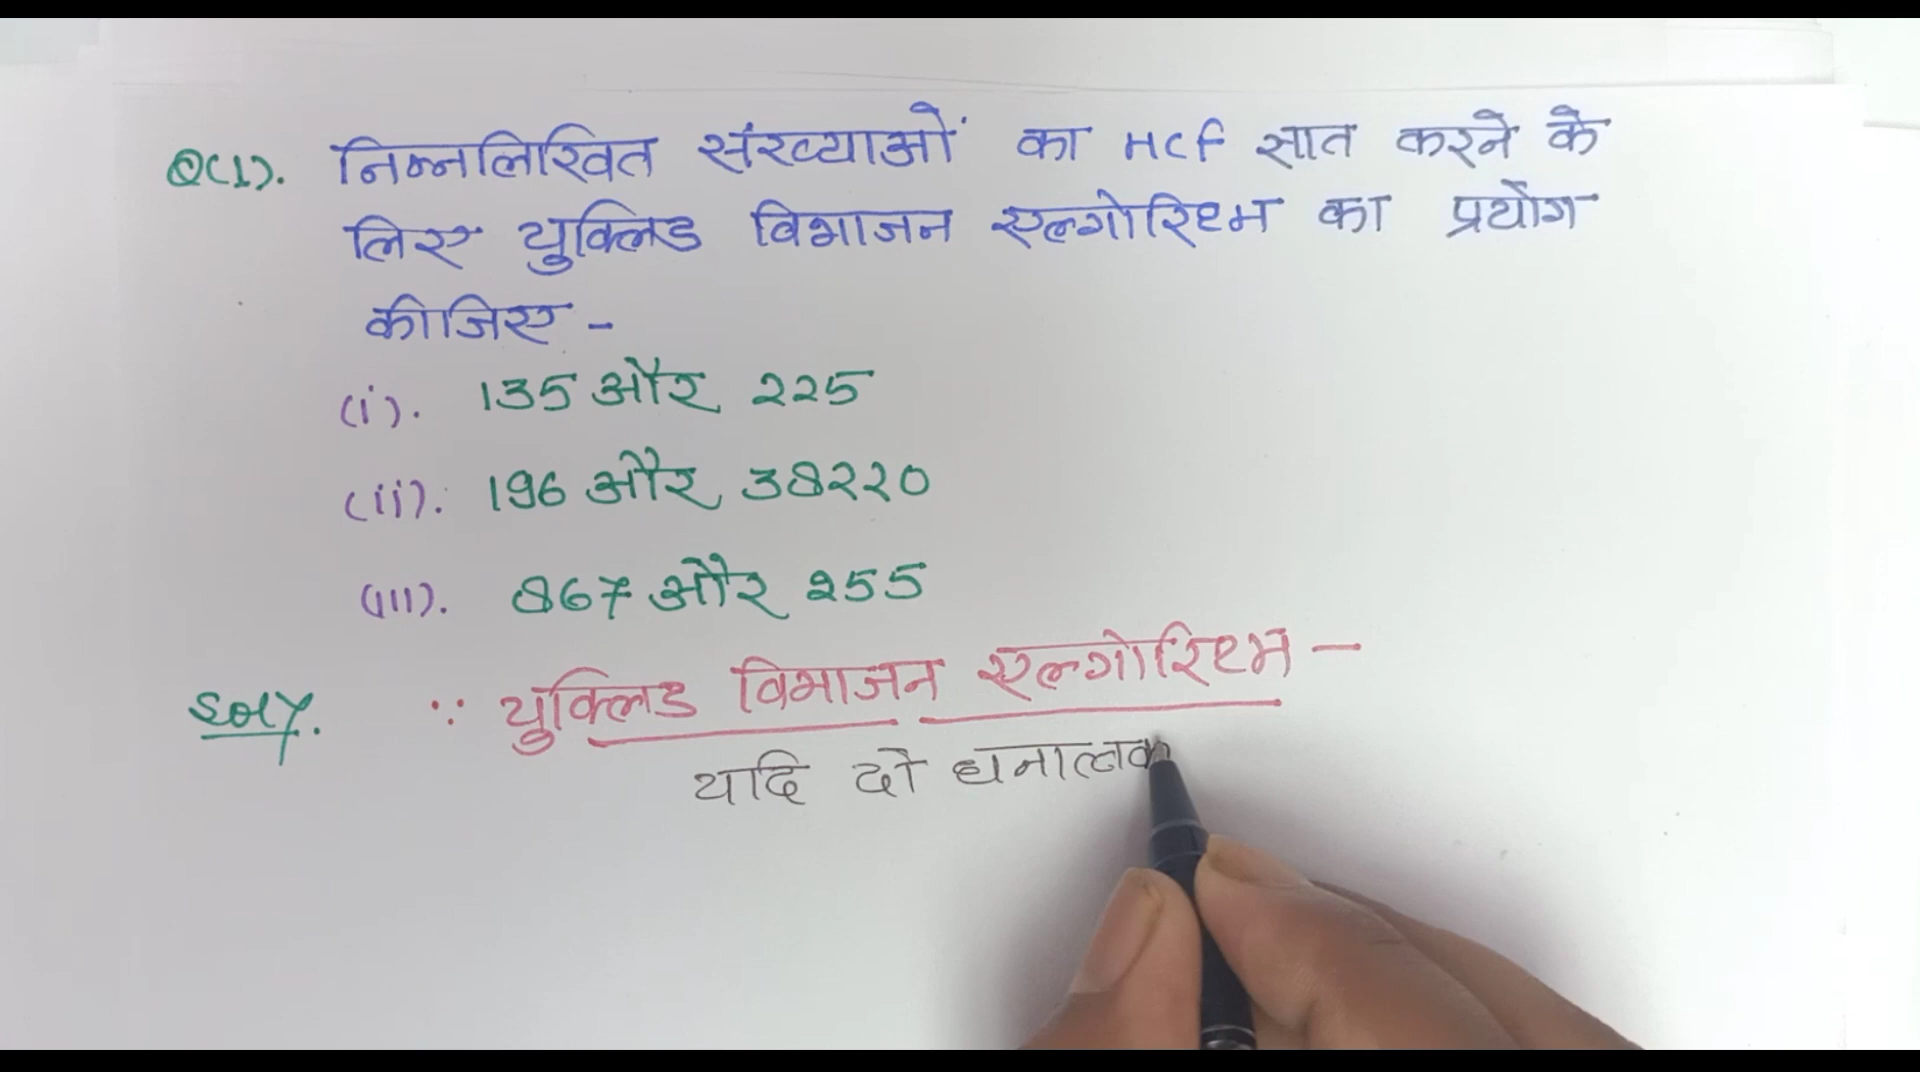 Q(1). निम्नलिखित संख्याओं का HCF ज्ञात करने के
लिए युक्लिड विभाजन एल्गोरिथ्म का प्रयोग
कीजिए -
(i). 135 और 225
(ii). 196 और 38220
(iii). 867 और 255
Soln. ∵ युक्लिड विभाजन एल्गोरिथ्म -
यदि दो धनात्मक